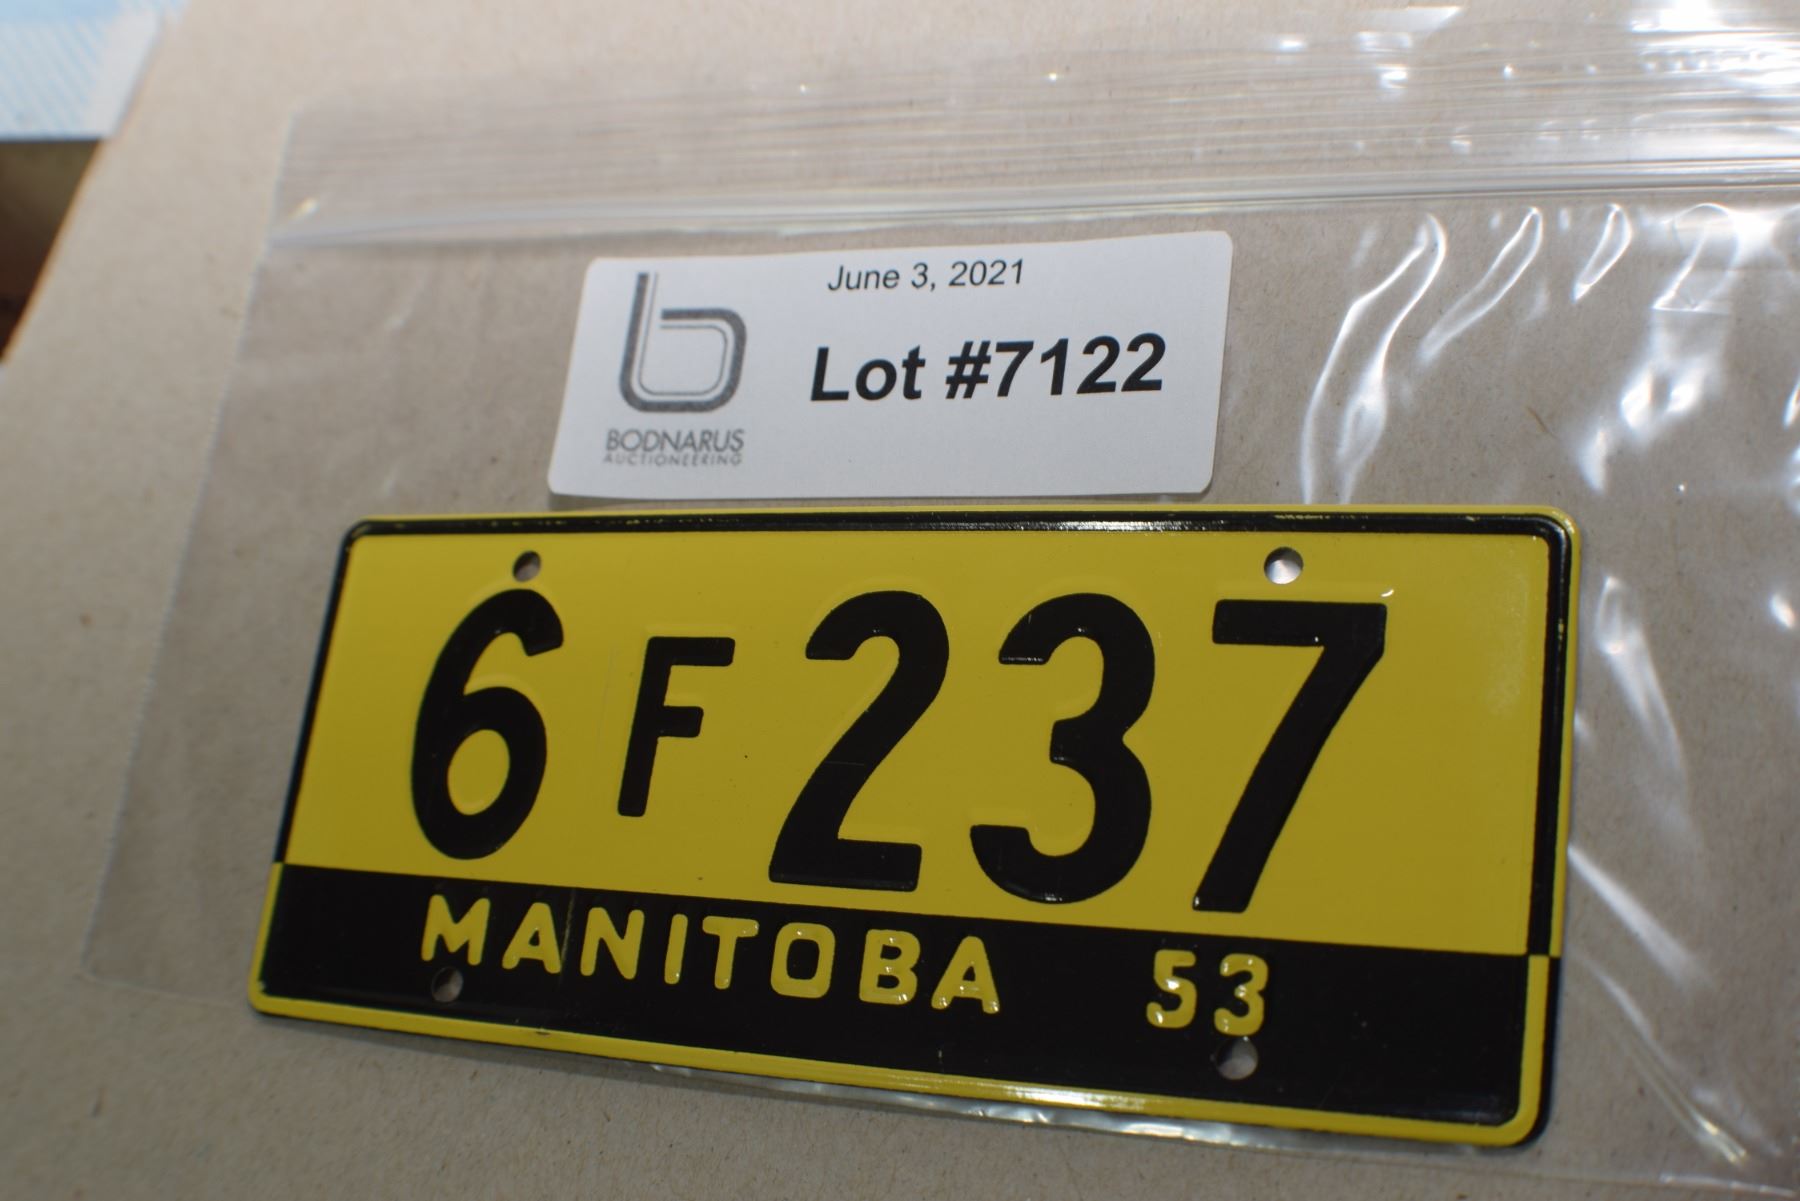 June 3, 2021
Lot #7122
BODNARUS
AUCTIONEERING
6 F 237
MANITOBA 53